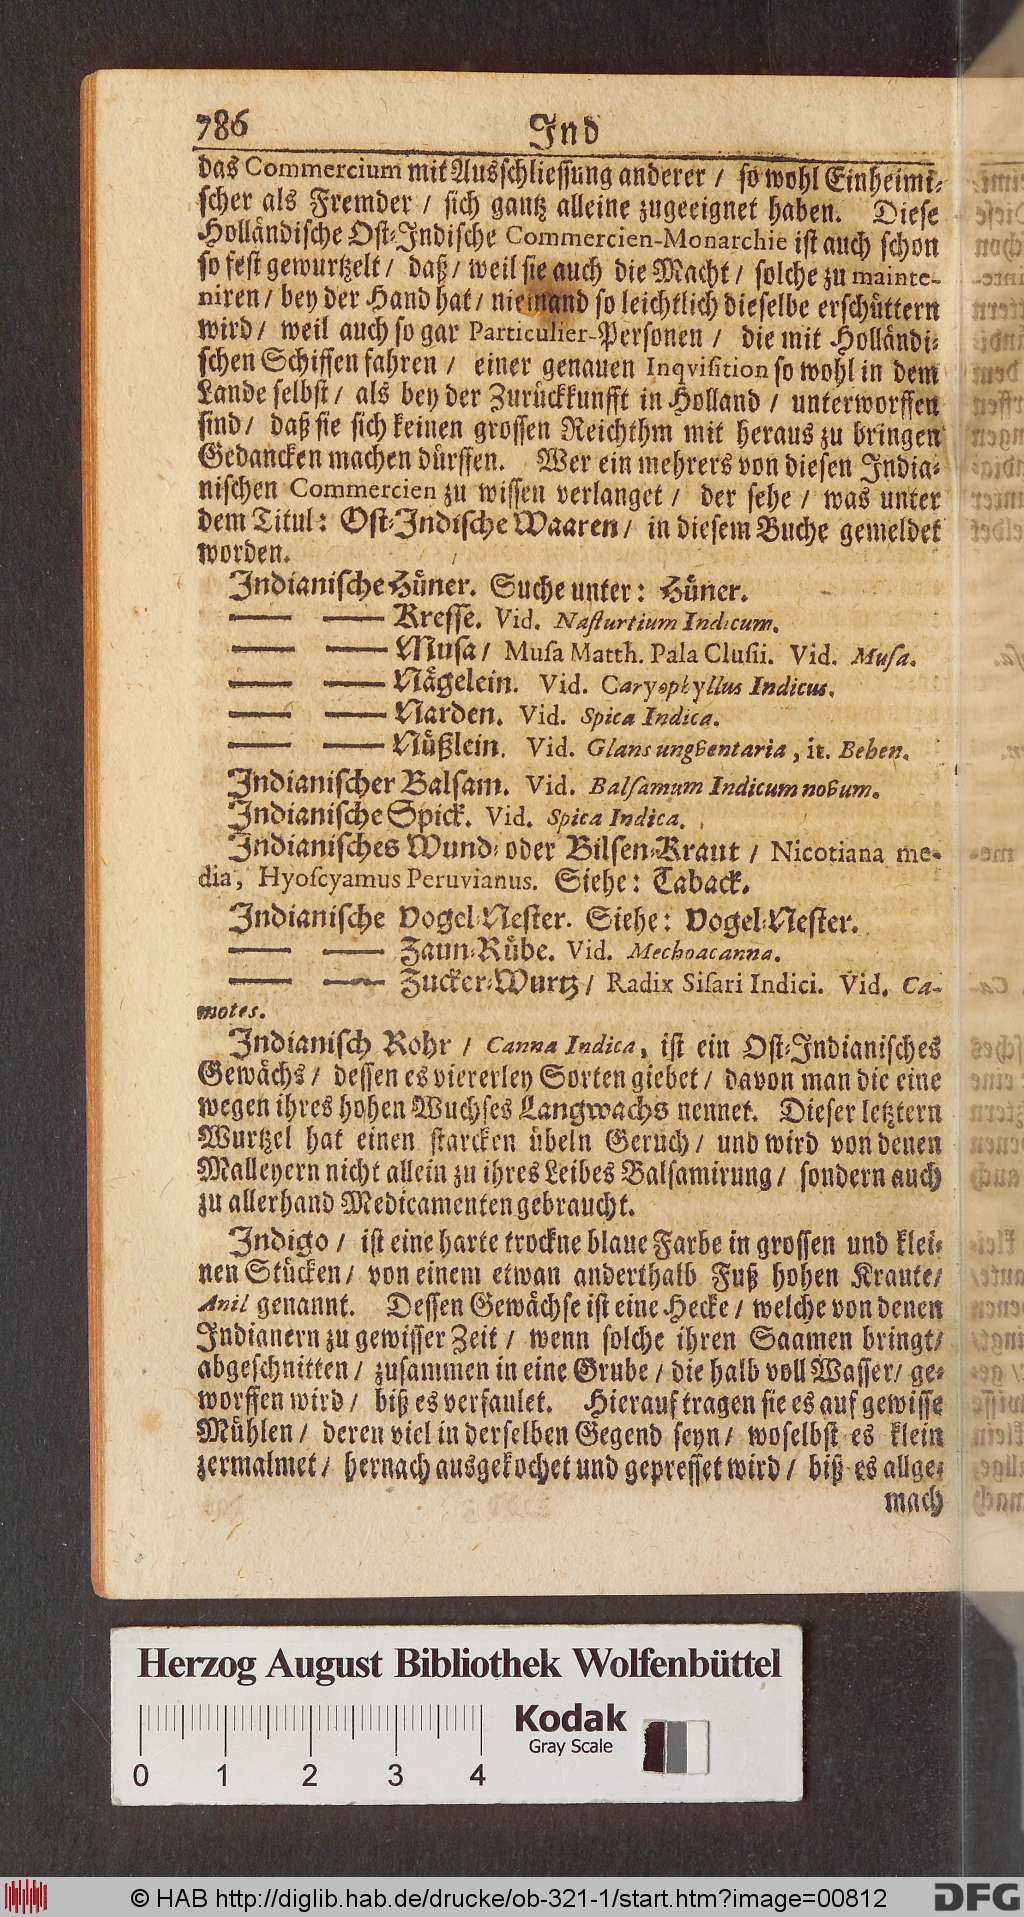 786 Ind
das Commercium mit Ausschliessung anderer / so wohl Einheimi-
scher als Fremder / sich gantz alleine zugeeignet haben. Diese
Holländische Ost-Indische Commercien-Monarchie ist auch schon
so fest gewurtzelt / daß / weil sie auch die Macht / solche zu mainte-
niren / bey der Hand hat / niemand so leichtlich dieselbe erschüttern
wird / weil auch so gar Particulier-Personen / die mit Holländi-
schen Schiffen fahren / einer genauen Inqvisition so wohl in dem
Lande selbst / als bey der Zurückkunfft in Holland / unterworffen
sind / daß sie sich keinen grossen Reichthm mit heraus zu bringen
Gedancken machen dürffen. Wer ein mehrers von diesen India-
nischen Commercien zu wissen verlanget / der sehe / was unter
dem Titul: Ost-Indische Waaren / in diesem Buche gemeldet
worden.
Indianische Hüner. Suche unter: Hüner.
— — Kresse. Vid. Nasturtium Indicum.
— — Musa / Musa Matth. Pala Clusii. Vid. Musa.
— — Nägelein. Vid. Caryophyllus Indicus.
— — Narden. Vid. Spica Indica.
— — Nüßlein. Vid. Glans ungventaria, it. Behen.
Indianischer Balsam. Vid. Balsamum Indicum novum.
Indianische Spick. Vid. Spica Indica.
Indianisches Wund- oder Bilsen-Kraut / Nicotiana me-
dia, Hyoscyamus Peruvianus. Siehe: Taback.
Indianische Vogel-Nester. Siehe: Vogel-Nester.
— — Zaun-Rübe. Vid. Mechoacanna.
— — Zucker-Wurtz / Radix Sisari Indici. Vid. Ca-
motes.
Indianisch Rohr / Canna Indica, ist ein Ost-Indianisches
Gewächs / dessen es viererley Sorten giebet / davon man die eine
wegen ihres hohen Wuchses Langwachs nennet. Dieser letztern
Wurtzel hat einen starcken übeln Geruch / und wird von denen
Malleyern nicht allein zu ihres Leibes Balsamirung / sondern auch
zu allerhand Medicamenten gebraucht.
Indigo / ist eine harte trockne blaue Farbe in grossen und klei-
nen Stücken / von einem etwan anderthalb Fuß hohen Kraute /
Anil genannt. Dessen Gewächse ist eine Hecke / welche von denen
Indianern zu gewisser Zeit / wenn solche ihren Saamen bringt /
abgeschnitten / zusammen in eine Grube / die halb voll Wasser / ge-
worffen wird / biß es verfaulet. Hierauf tragen sie es auf gewisse
Mühlen / deren viel in derselben Gegend seyn / woselbst es klein
zermalmet / hernach ausgekochet und gepresset wird / biß es allge-
mach
Herzog August Bibliothek Wolfenbüttel
Kodak
Gray Scale
0 1 2 3 4
© HAB http://diglib.hab.de/drucke/ob-321-1/start.htm?image=00812
DFG